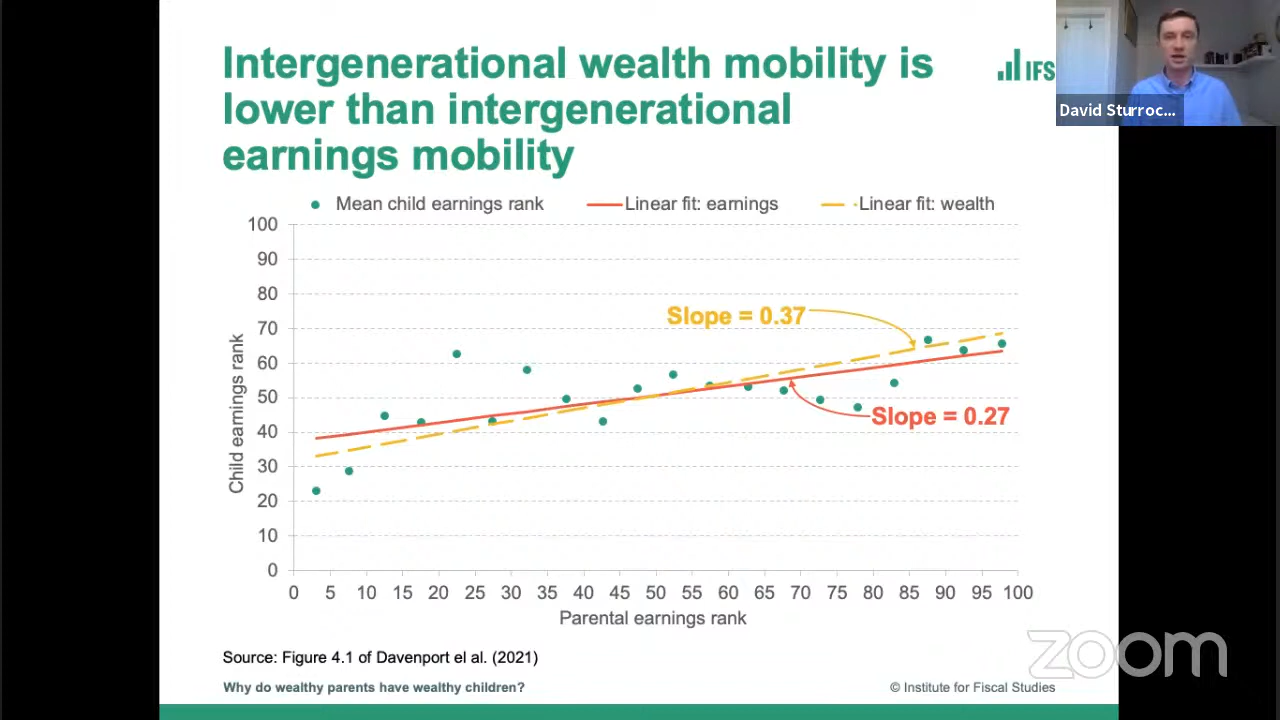 Intergenerational wealth mobility is
lower than intergenerational
earnings mobility
IFS
David Sturroc...
Mean child earnings rank
Linear fit: earnings
Linear fit: wealth
100
90
80
70
60
50
40
30
20
10
0
Child earnings rank
Slope = 0.37
Slope = 0.27
0 5 10 15 20 25 30 35 40 45 50 55 60 65 70 75 80 85 90 95 100
Parental earnings rank
Source: Figure 4.1 of Davenport el al. (2021)
Why do wealthy parents have wealthy children?
© Institute for Fiscal Studies
zoom